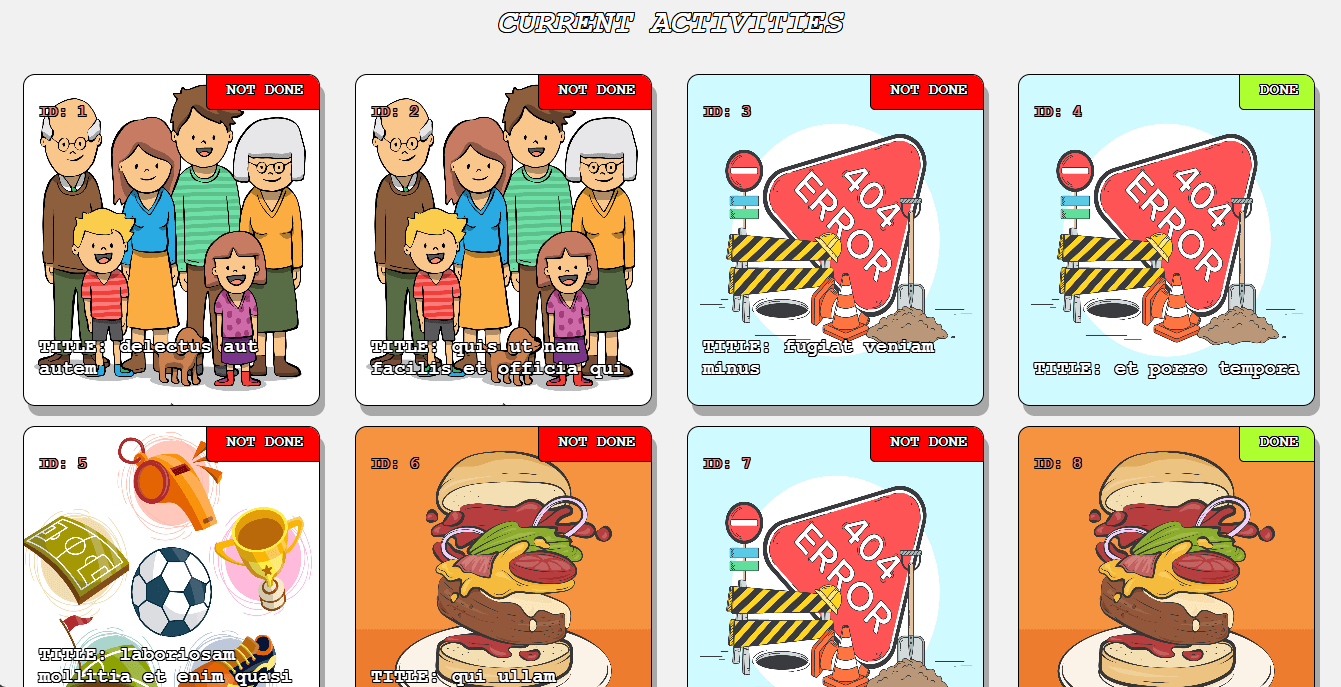 CURRENT ACTIVITIES
NOT DONE
ID: 1
TITLE: delectus aut
autem
NOT DONE
ID: 2
TITLE: quis ut nam
facilis et officia qui
NOT DONE
ID: 3
404
ERROR
TITLE: fugiat veniam
minus
DONE
ID: 4
404
ERROR
TITLE: et porro tempora
NOT DONE
ID: 5
TITLE: laboriosam
mollitia et enim quasi
NOT DONE
ID: 6
TITLE: qui ullam
NOT DONE
ID: 7
404
ERROR
DONE
ID: 8